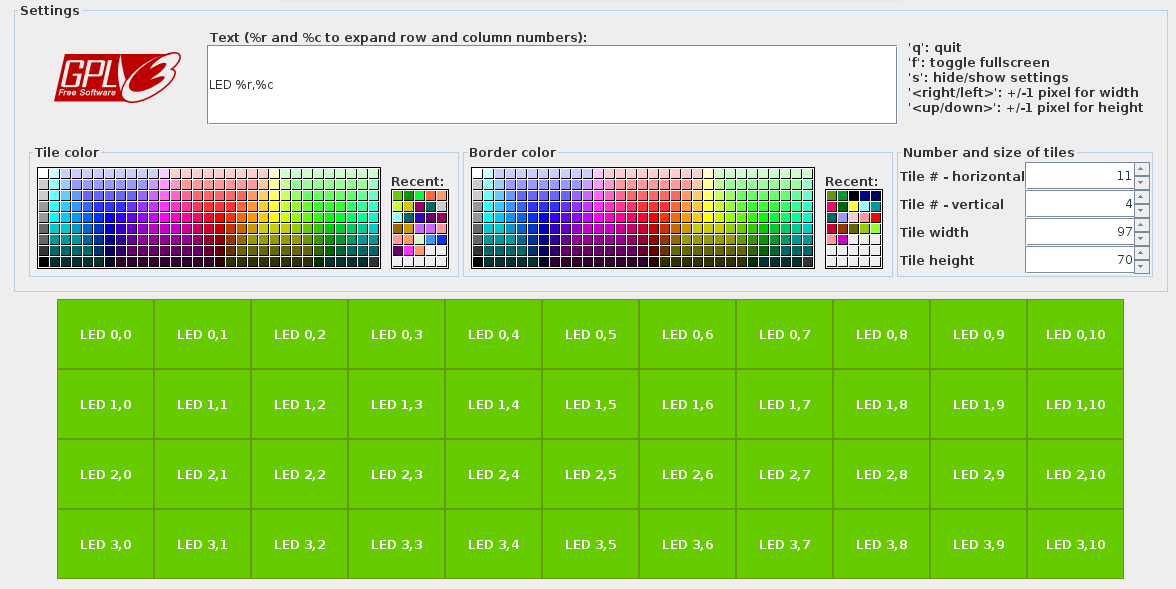 Settings
GPLv3
Free Software
Text (%r and %c to expand row and column numbers):
LED %r,%c
'q': quit
'f': toggle fullscreen
's': hide/show settings
'<right/left>': +/-1 pixel for width
'<up/down>': +/-1 pixel for height
Tile color
Recent:
Border color
Recent:
Number and size of tiles
Tile # - horizontal 11
Tile # - vertical 4
Tile width 97
Tile height 70
LED 0,0 LED 0,1 LED 0,2 LED 0,3 LED 0,4 LED 0,5 LED 0,6 LED 0,7 LED 0,8 LED 0,9 LED 0,10
LED 1,0 LED 1,1 LED 1,2 LED 1,3 LED 1,4 LED 1,5 LED 1,6 LED 1,7 LED 1,8 LED 1,9 LED 1,10
LED 2,0 LED 2,1 LED 2,2 LED 2,3 LED 2,4 LED 2,5 LED 2,6 LED 2,7 LED 2,8 LED 2,9 LED 2,10
LED 3,0 LED 3,1 LED 3,2 LED 3,3 LED 3,4 LED 3,5 LED 3,6 LED 3,7 LED 3,8 LED 3,9 LED 3,10